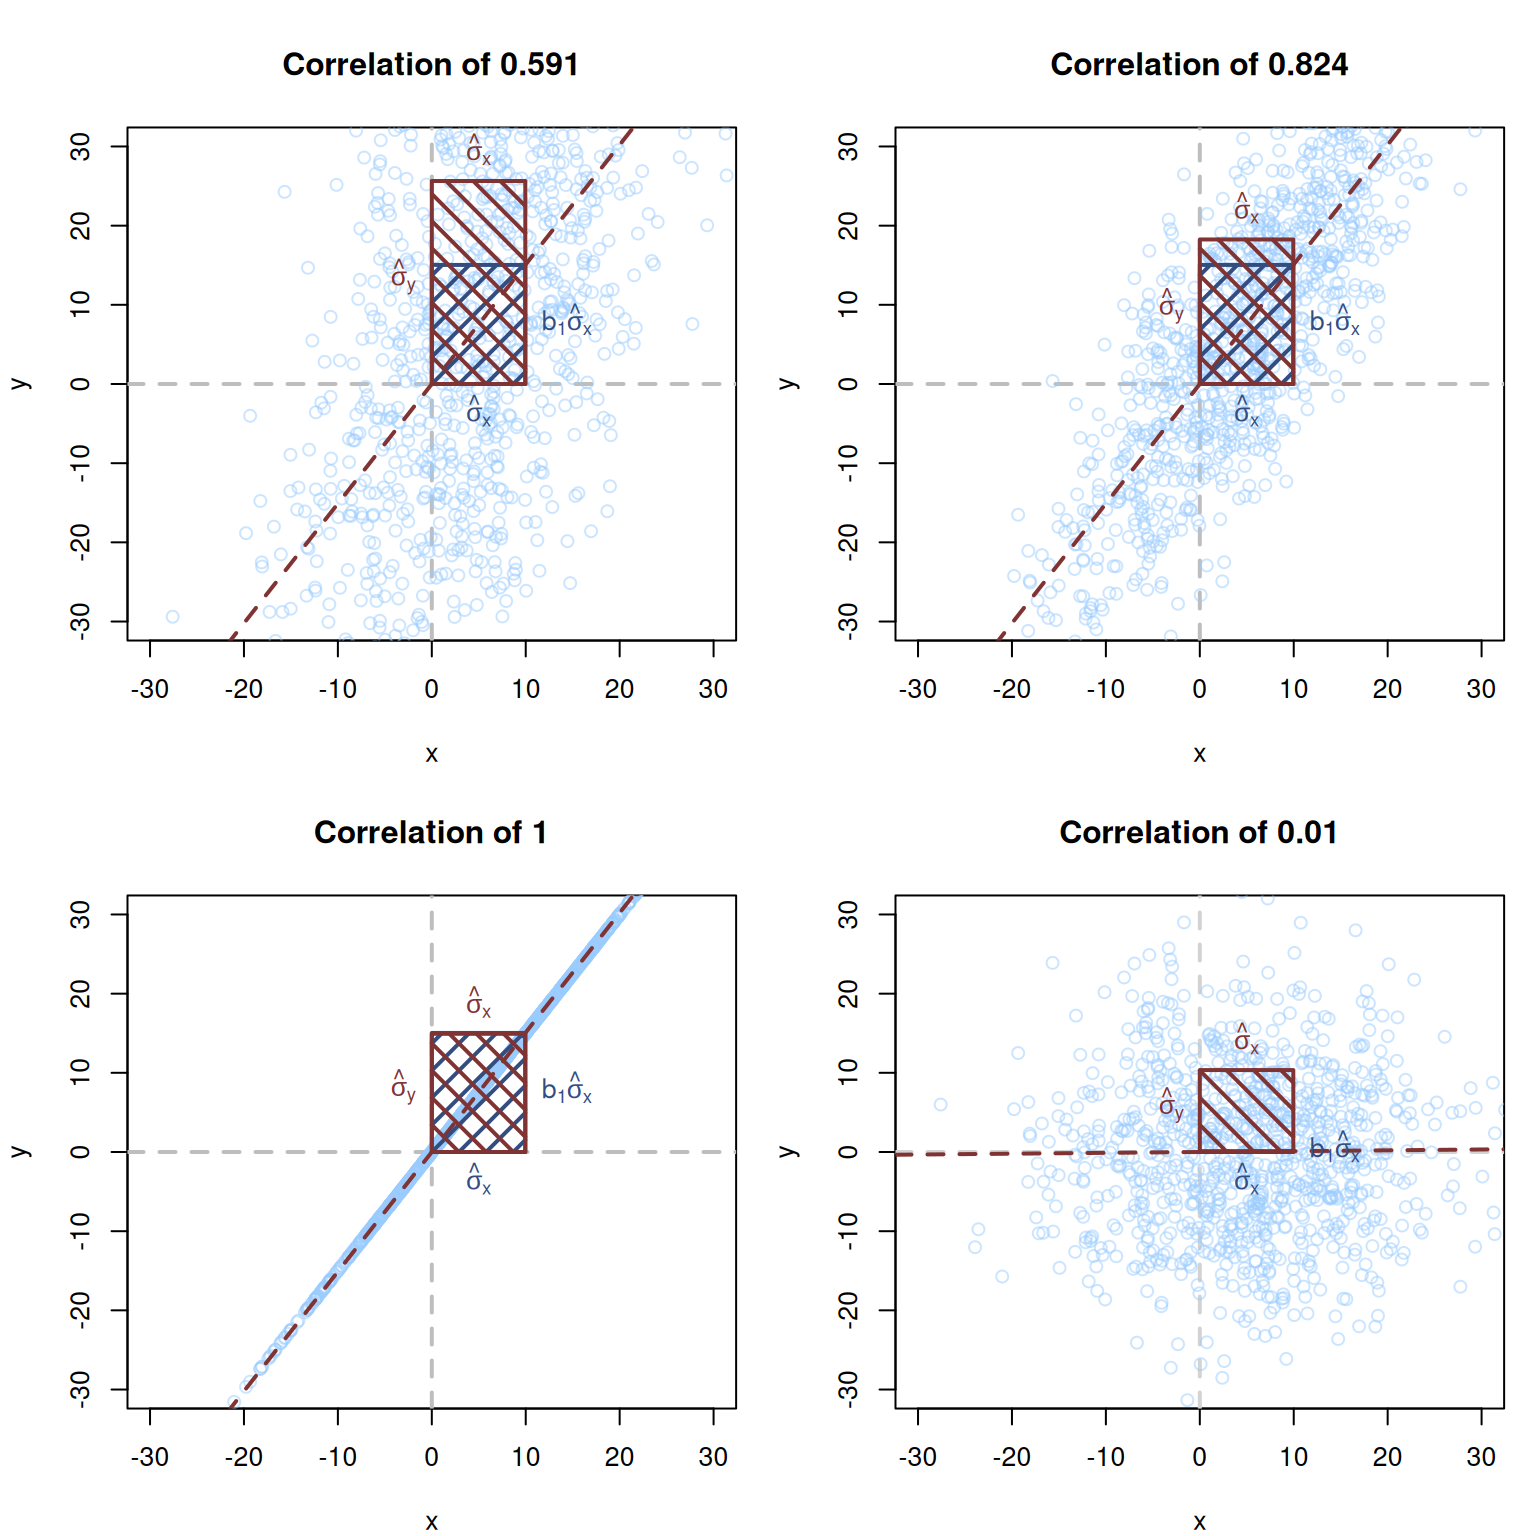 Correlation of 0.591
30
20
10
0
-10
-20
-30
y
σ̂x
σ̂y
b1σ̂x
σ̂x
-30 -20 -10 0 10 20 30
x
Correlation of 0.824
30
20
10
0
-10
-20
-30
y
σ̂x
σ̂y
b1σ̂x
σ̂x
-30 -20 -10 0 10 20 30
x
Correlation of 1
30
20
10
0
-10
-20
-30
y
σ̂x
σ̂y
b1σ̂x
σ̂x
-30 -20 -10 0 10 20 30
x
Correlation of 0.01
30
20
10
0
-10
-20
-30
y
σ̂x
σ̂y
b1σ̂x
σ̂x
-30 -20 -10 0 10 20 30
x